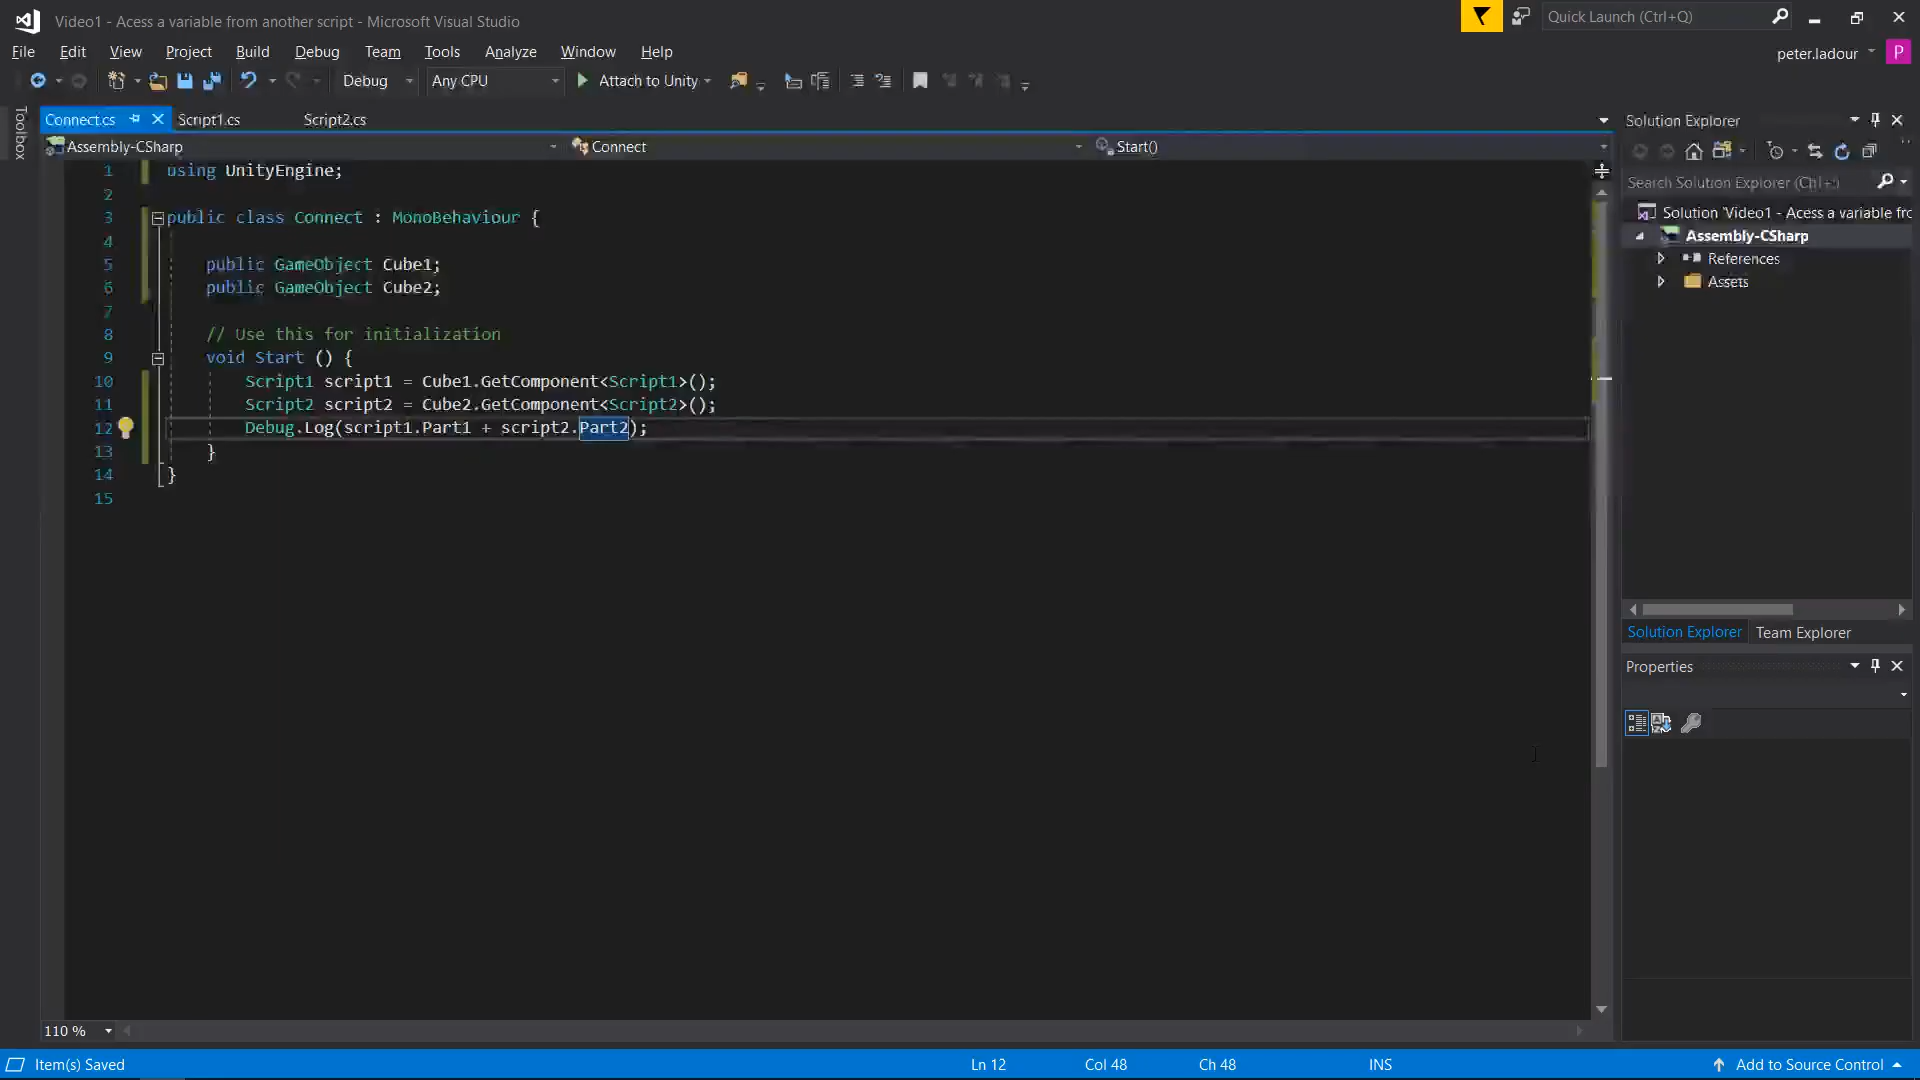 Video1 - Acess a variable from another script - Microsoft Visual Studio
Quick Launch (Ctrl+Q)
File Edit View Project Build Debug Team Tools Analyze Window Help
peter.ladour P
Debug Any CPU Attach to Unity
Toolbox
Connect.cs Script1.cs Script2.cs
Assembly-CSharp Connect Start()
1 using UnityEngine;
2
3 public class Connect : MonoBehaviour {
4
5 public GameObject Cube1;
6 public GameObject Cube2;
7
8 // Use this for initialization
9 void Start () {
10 Script1 script1 = Cube1.GetComponent<Script1>();
11 Script2 script2 = Cube2.GetComponent<Script2>();
12 Debug.Log(script1.Part1 + script2.Part2);
13 }
14 }
15
110 %
Solution Explorer
Search Solution Explorer (Ctrl+;)
Solution 'Video1 - Acess a variable fro
Assembly-CSharp
References
Assets
Solution Explorer Team Explorer
Properties
Item(s) Saved Ln 12 Col 48 Ch 48 INS Add to Source Control